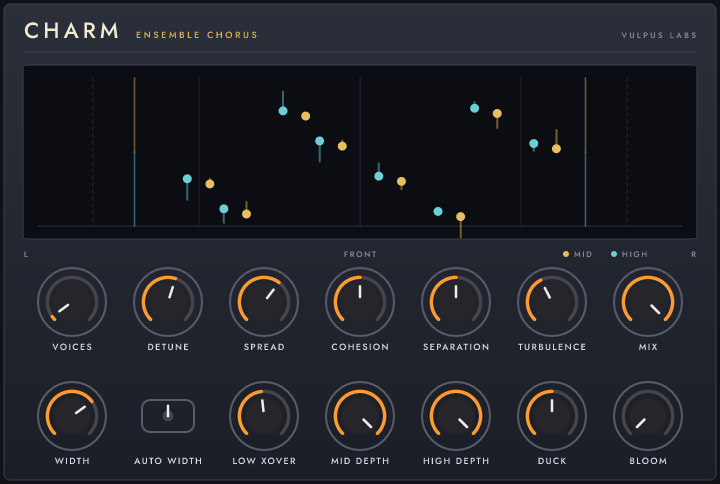 CHARM ENSEMBLE CHORUS VULPUS LABS
L FRONT MID HIGH R
VOICES DETUNE SPREAD COHESION SEPARATION TURBULENCE MIX
WIDTH AUTO WIDTH LOW XOVER MID DEPTH HIGH DEPTH DUCK BLOOM